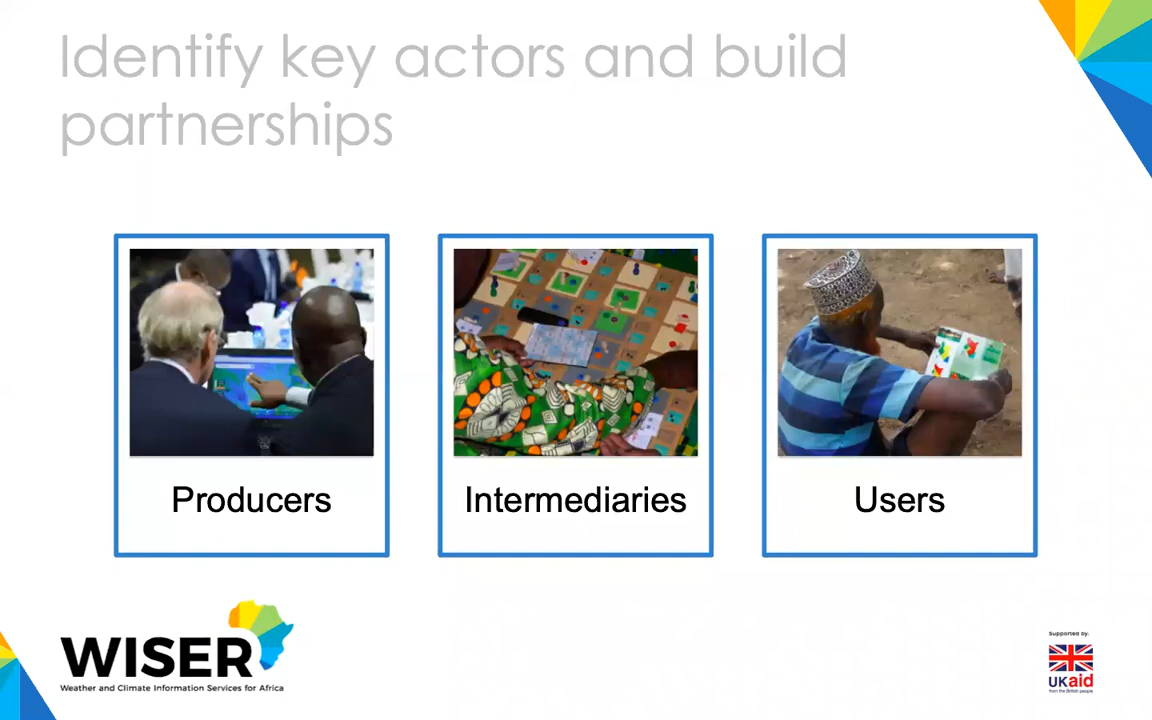 Identify key actors and build
partnerships
Producers
Intermediaries
Users
WISER
Weather and Climate Information Services for Africa
Supported by:
UKaid
from the British people